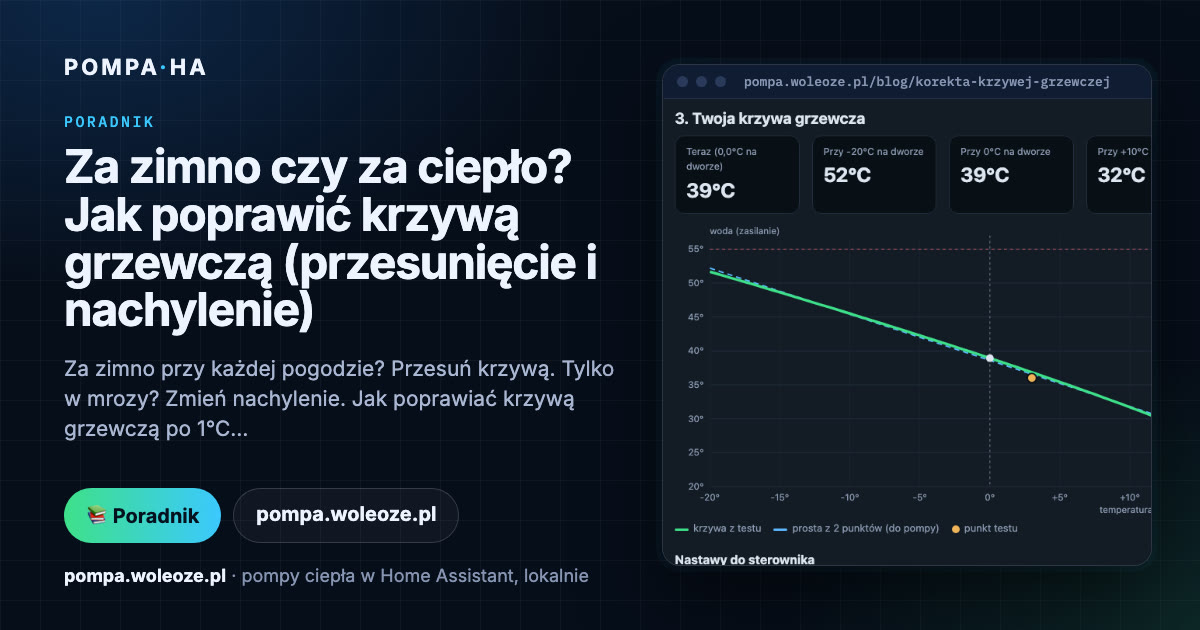 POMPA·HA
PORADNIK
Za zimno czy za ciepło?
Jak poprawić krzywą
grzewczą (przesunięcie i
nachylenie)
Za zimno przy każdej pogodzie? Przesuń krzywą. Tylko
w mrozy? Zmień nachylenie. Jak poprawiać krzywą
grzewczą po 1°C...
📚 Poradnik
pompa.woleoze.pl
pompa.woleoze.pl · pompy ciepła w Home Assistant, lokalnie
pompa.woleoze.pl/blog/korekta-krzywej-grzewczej
3. Twoja krzywa grzewcza
Teraz (0,0°C na
dworze)
39°C
Przy -20°C na dworze
52°C
Przy 0°C na dworze
39°C
Przy +10°C
32°C
woda (zasilanie)
55°
50°
45°
40°
35°
30°
25°
20°
-20° -15° -10° -5° 0° +5° +10°
temperatura
krzywa z testu prosta z 2 punktów (do pompy) punkt testu
Nastawy do sterownika